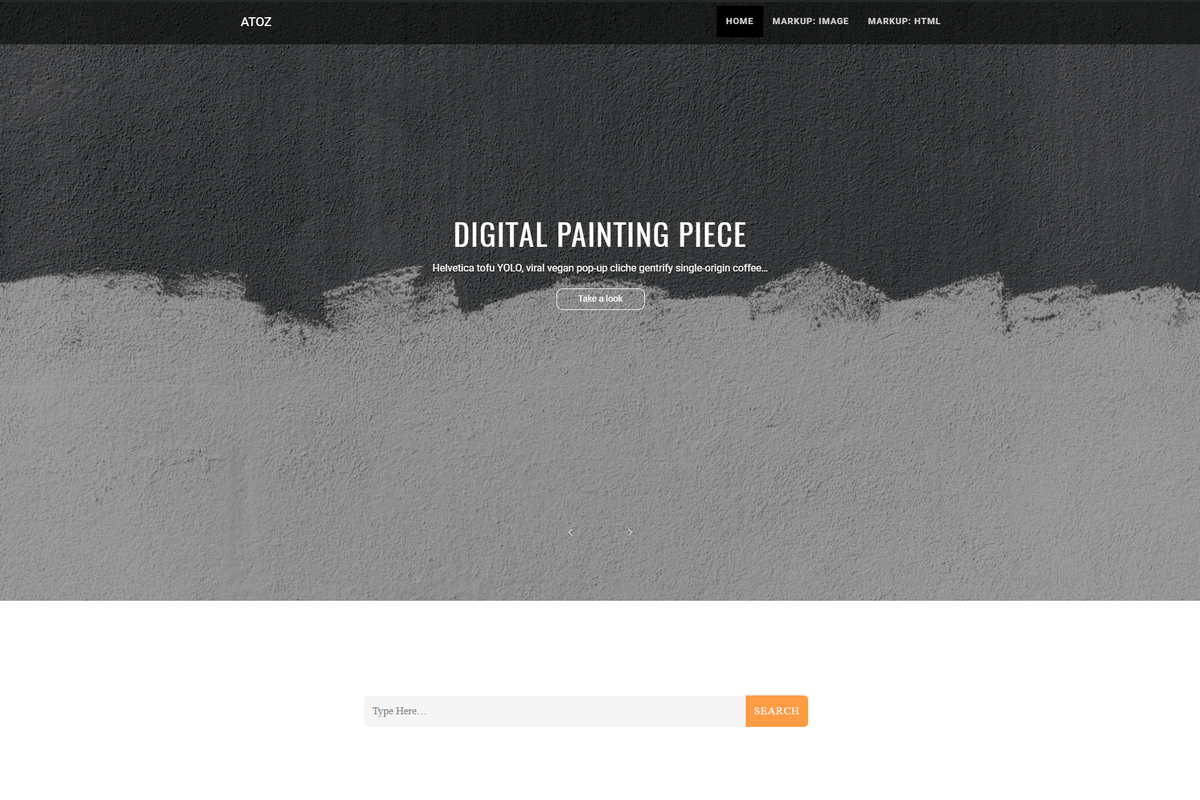 ATOZ
HOME MARKUP: IMAGE MARKUP: HTML
DIGITAL PAINTING PIECE
Helvetica tofu YOLO, viral vegan pop-up cliche gentrify single-origin coffee...
Take a look
Type Here... SEARCH